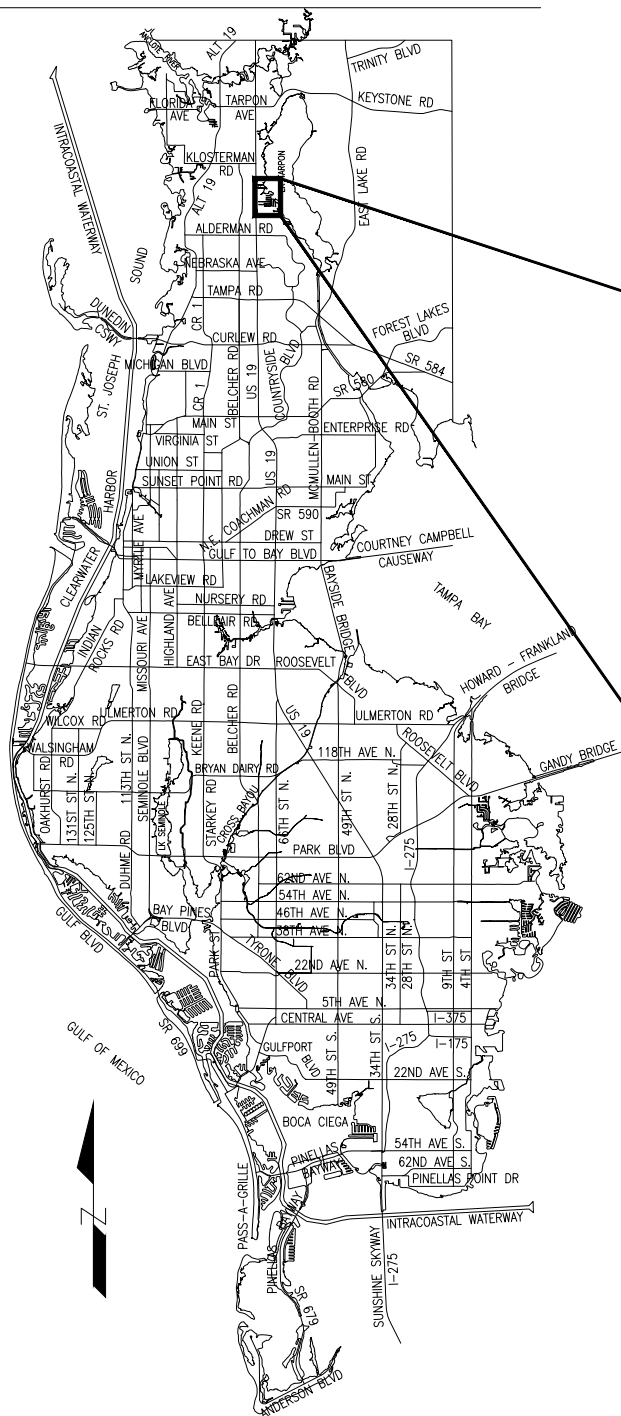 ALT 19
TRINITY BLVD
FLORIDA
AVE
TARPON
AVE
KEYSTONE RD
INTRACOASTAL WATERWAY
KLOSTERMAN
RD
ALT 19
EAST LAKE RD
ALDERMAN RD
SOUND
NEBRASKA AVE
TAMPA RD
CR 1
DUNEDIN
CSWY
FOREST LAKES
BLVD
CURLEW RD
SR 584
ST. JOSEPH
MICHIGAN BLVD
CR 1
BELCHER RD
US 19
COUNTRYSIDE
BLVD
MCMULLEN-BOOTH RD
SR 580
MAIN ST
ENTERPRISE RD
VIRGINIA ST
UNION ST
US 19
SUNSET POINT RD
MAIN ST
HARBOR
N.E. COACHMAN RD
SR 590
DREW ST
COURTNEY CAMPBELL
CAUSEWAY
GULF TO BAY BLVD
MYRTLE AVE
CLEARWATER
LAKEVIEW RD
NURSERY RD
BAYSIDE BRIDGE
TAMPA
BAY
BELLEAIR RD
INDIAN
ROCKS RD
MISSOURI AVE
HIGHLAND AVE
EAST BAY DR
ROOSEVELT
BLVD
HOWARD - FRANKLAND
BRIDGE
ULMERTON RD
US 19
ULMERTON RD
WILCOX RD
WALSINGHAM
RD
KEENE RD
BELCHER RD
ROOSEVELT BLVD
118TH AVE N.
GANDY BRIDGE
OAKHURST RD
131ST ST N.
125TH ST N.
113TH ST N.
SEMINOLE BLVD
LK SEMINOLE
BRYAN DAIRY RD
STARKEY RD
CROSS BAYOU
66TH ST N.
49TH ST N.
28TH ST N.
I-275
PARK BLVD
DUHME RD
62ND AVE N.
54TH AVE N.
46TH AVE N.
38TH AVE N.
GULF BLVD
BAY PINES
BLVD
PARK ST
TYRONE BLVD
22ND AVE N.
34TH ST N.
28TH ST N.
9TH ST
4TH ST
5TH AVE N.
CENTRAL AVE
I-375
I-175
GULF OF MEXICO
SR 699
GULFPORT
BLVD
49TH ST S.
34TH ST S.
I-275
22ND AVE S.
BOCA CIEGA
54TH AVE S.
62ND AVE S.
PINELLAS
BAYWAY
PINELLAS POINT DR
PASS-A-GRILLE
PINELLAS
BAYWAY
INTRACOASTAL WATERWAY
SUNSHINE SKYWAY
I-275
SR 679
ANDERSON BLVD